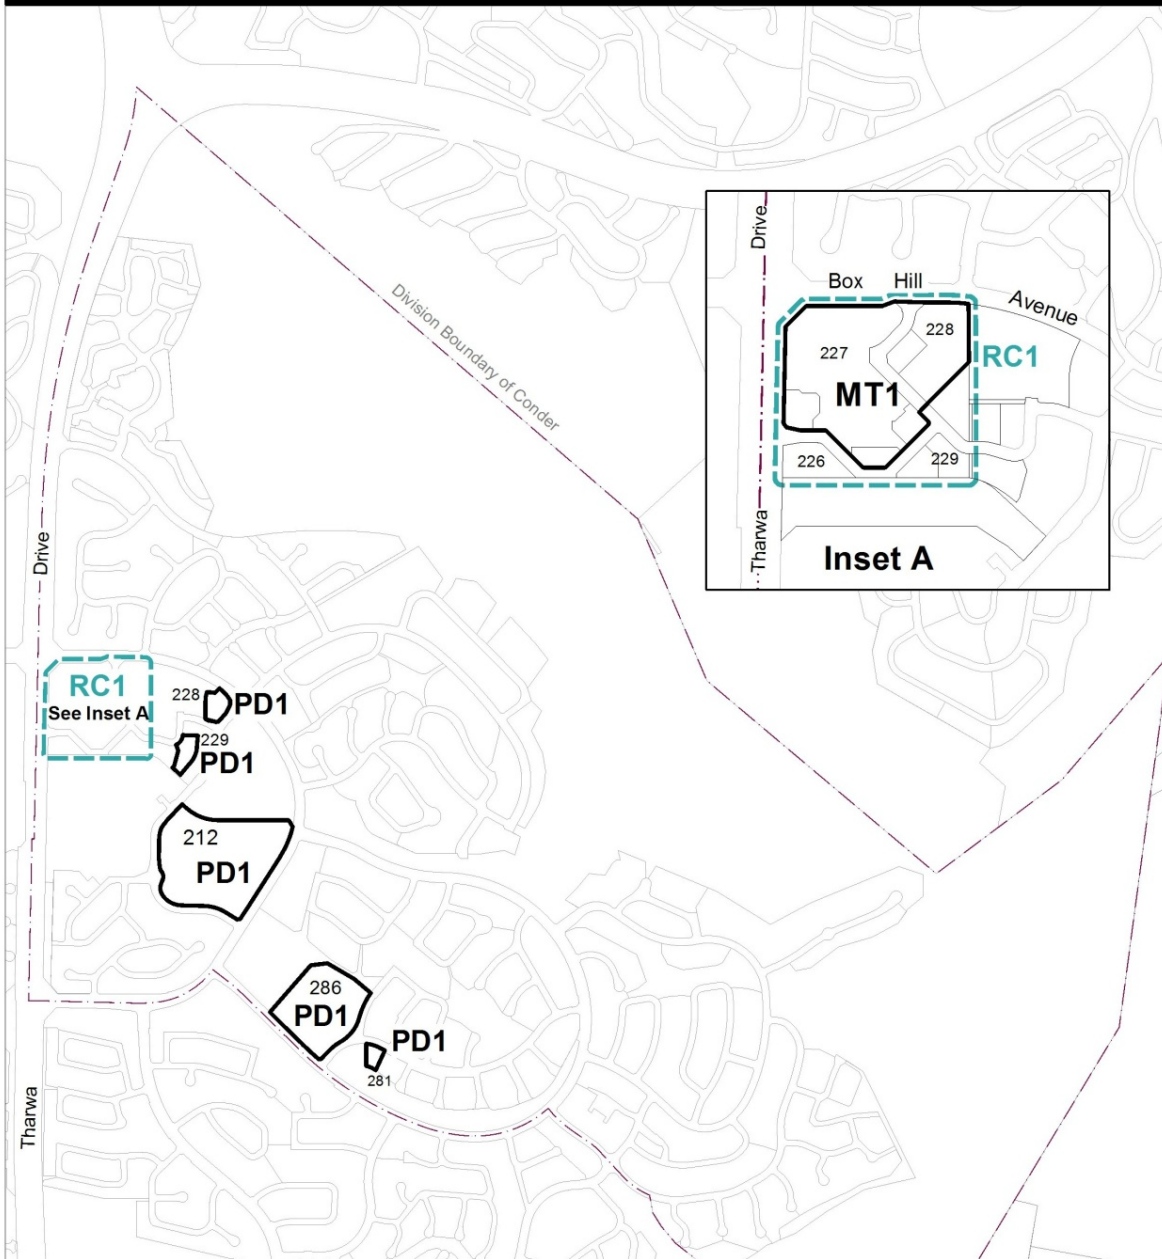 Division Boundary of Conder
Drive
Box Hill
Avenue
228
227
RC1
MT1
226
229
Tharwa
Inset A
Drive
RC1
See Inset A
228
PD1
229
PD1
212
PD1
286
PD1
PD1
281
Tharwa